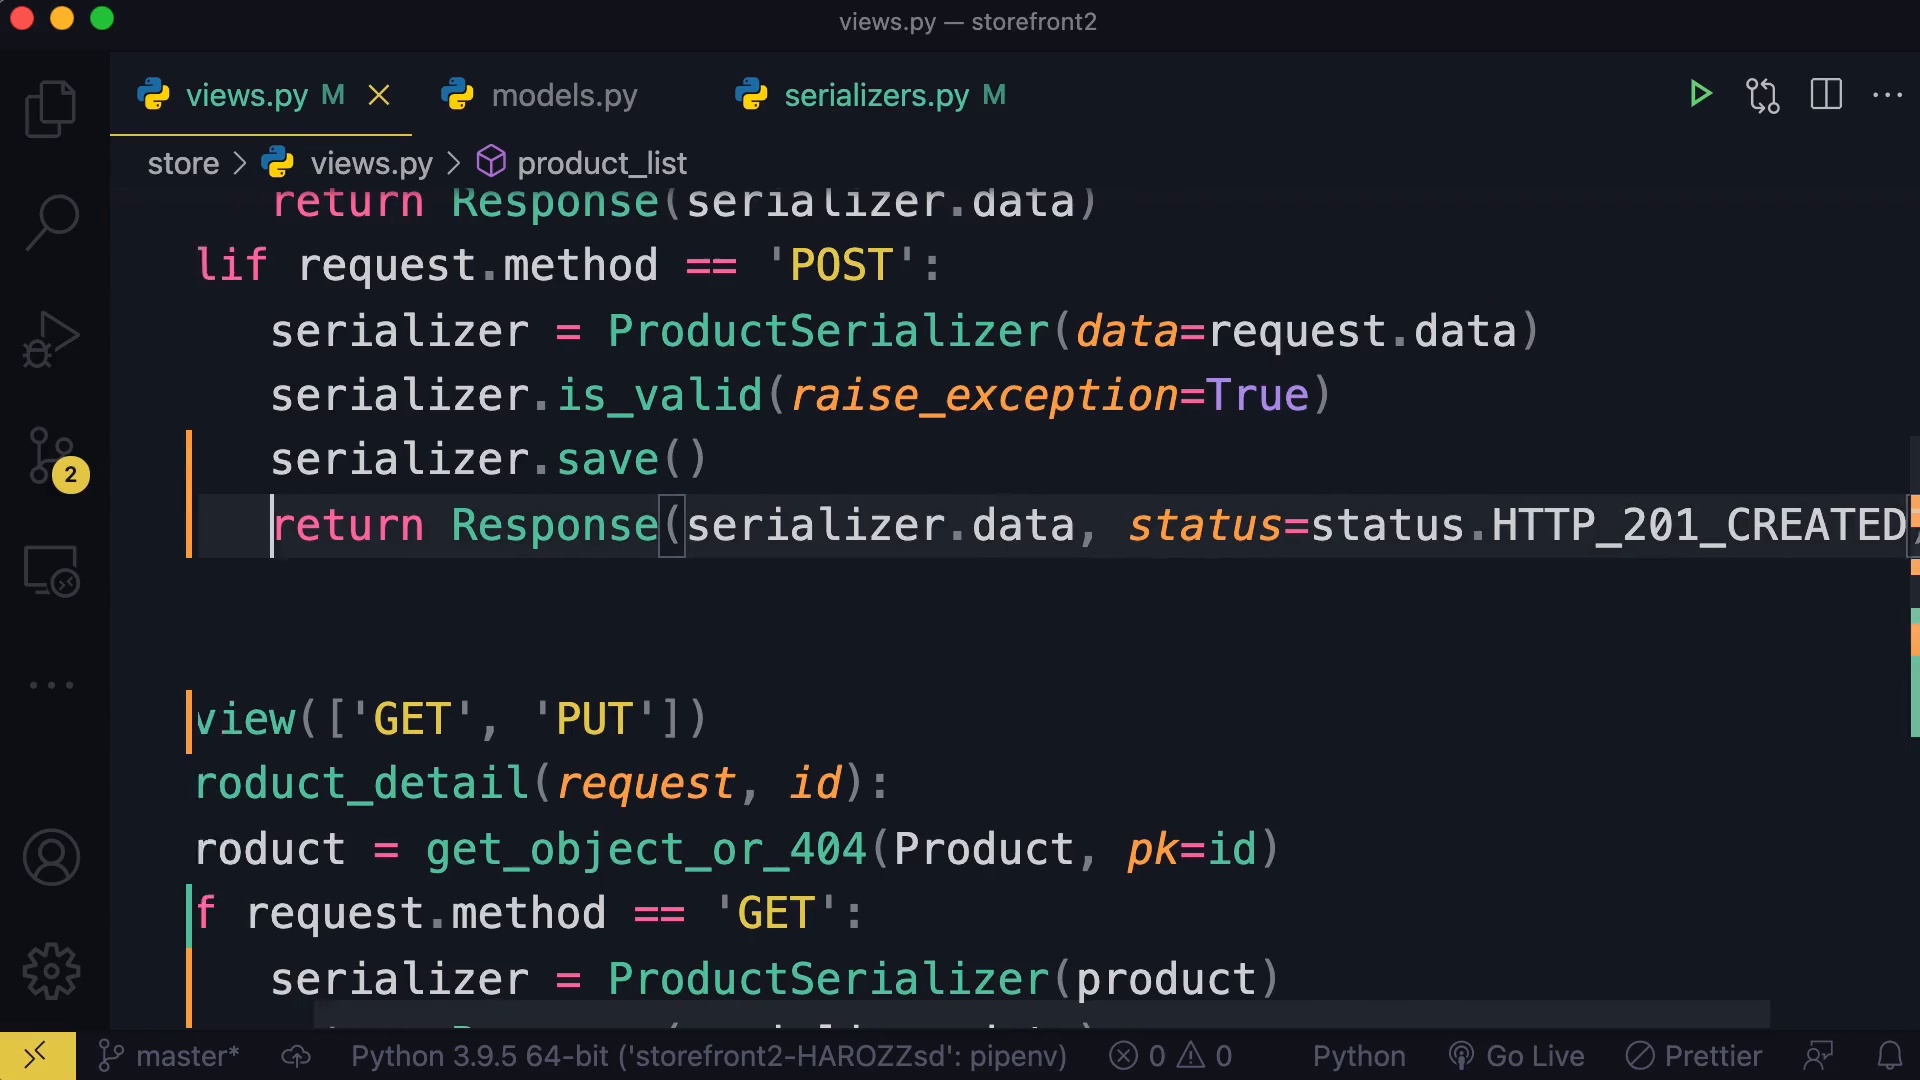 views.py — storefront2
views.py M models.py serializers.py M
store > views.py > product_list
return Response(serializer.data)
lif request.method == 'POST':
serializer = ProductSerializer(data=request.data)
serializer.is_valid(raise_exception=True)
serializer.save()
return Response(serializer.data, status=status.HTTP_201_CREATED
view(['GET', 'PUT'])
roduct_detail(request, id):
roduct = get_object_or_404(Product, pk=id)
f request.method == 'GET':
serializer = ProductSerializer(product)
2
master* Python 3.9.5 64-bit ('storefront2-HAROZZsd': pipenv) 0 0 Python Go Live Prettier